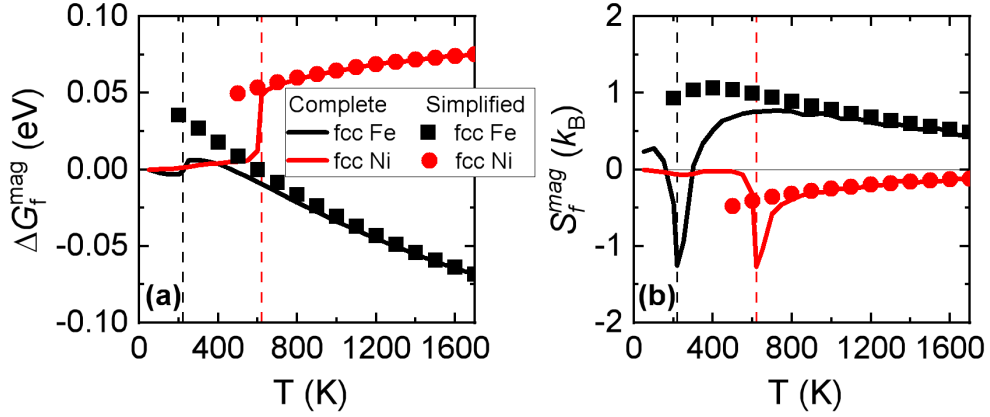 0.10
0.05
0.00
-0.05
-0.10
ΔG_f^mag (eV)
(a)
0 400 800 1200 1600
T (K)
Complete Simplified
fcc Fe fcc Fe
fcc Ni fcc Ni
2
1
0
-1
-2
S_f^mag (k_B)
(b)
0 400 800 1200 1600
T (K)